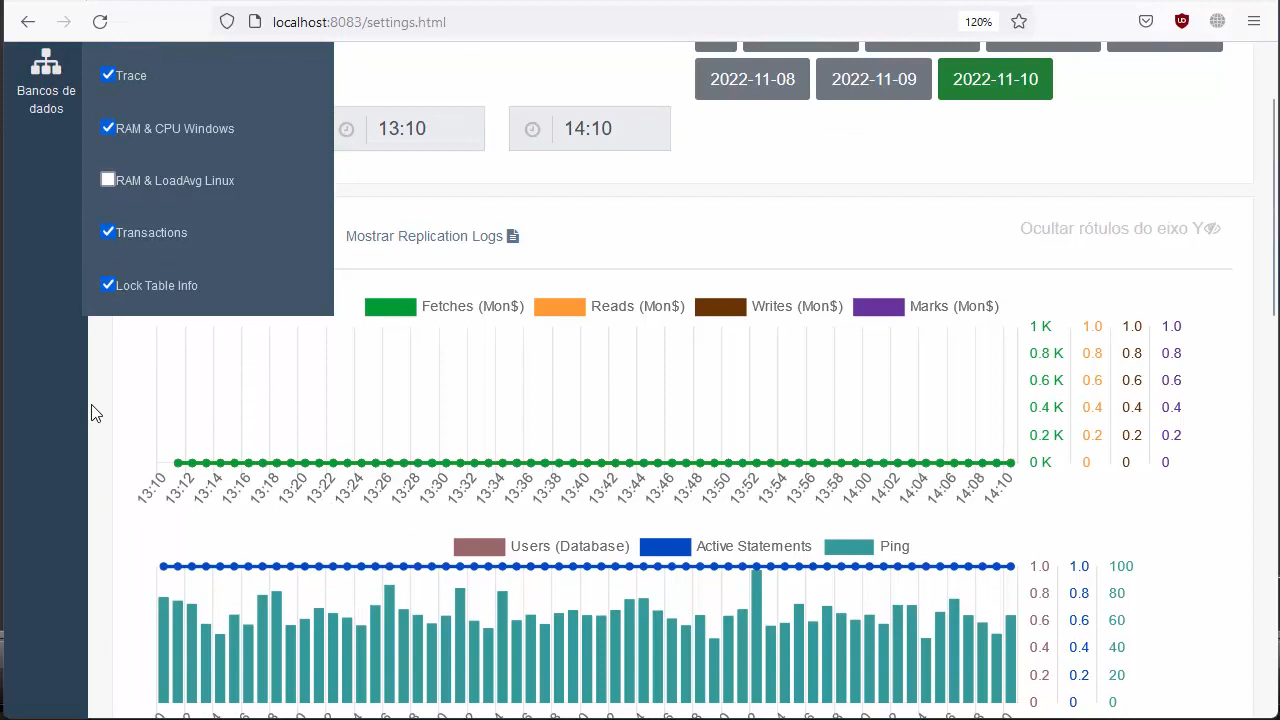 localhost:8083/settings.html
120%
Bancos de
dados
Trace
RAM & CPU Windows
RAM & LoadAvg Linux
Transactions
Lock Table Info
2022-11-08 2022-11-09 2022-11-10
13:10 14:10
Mostrar Replication Logs
Ocultar rótulos do eixo Y
Fetches (Mon$) Reads (Mon$) Writes (Mon$) Marks (Mon$)
1 K 1.0 1.0 1.0
0.8 K 0.8 0.8 0.8
0.6 K 0.6 0.6 0.6
0.4 K 0.4 0.4 0.4
0.2 K 0.2 0.2 0.2
0 K 0 0 0
13:10 13:12 13:14 13:16 13:18 13:20 13:22 13:24 13:26 13:28 13:30 13:32 13:34 13:36 13:38 13:40 13:42 13:44 13:46 13:48 13:50 13:52 13:54 13:56 13:58 14:00 14:02 14:04 14:06 14:08 14:10
Users (Database) Active Statements Ping
1.0 1.0 100
0.8 0.8 80
0.6 0.6 60
0.4 0.4 40
0.2 0.2 20
0 0 0